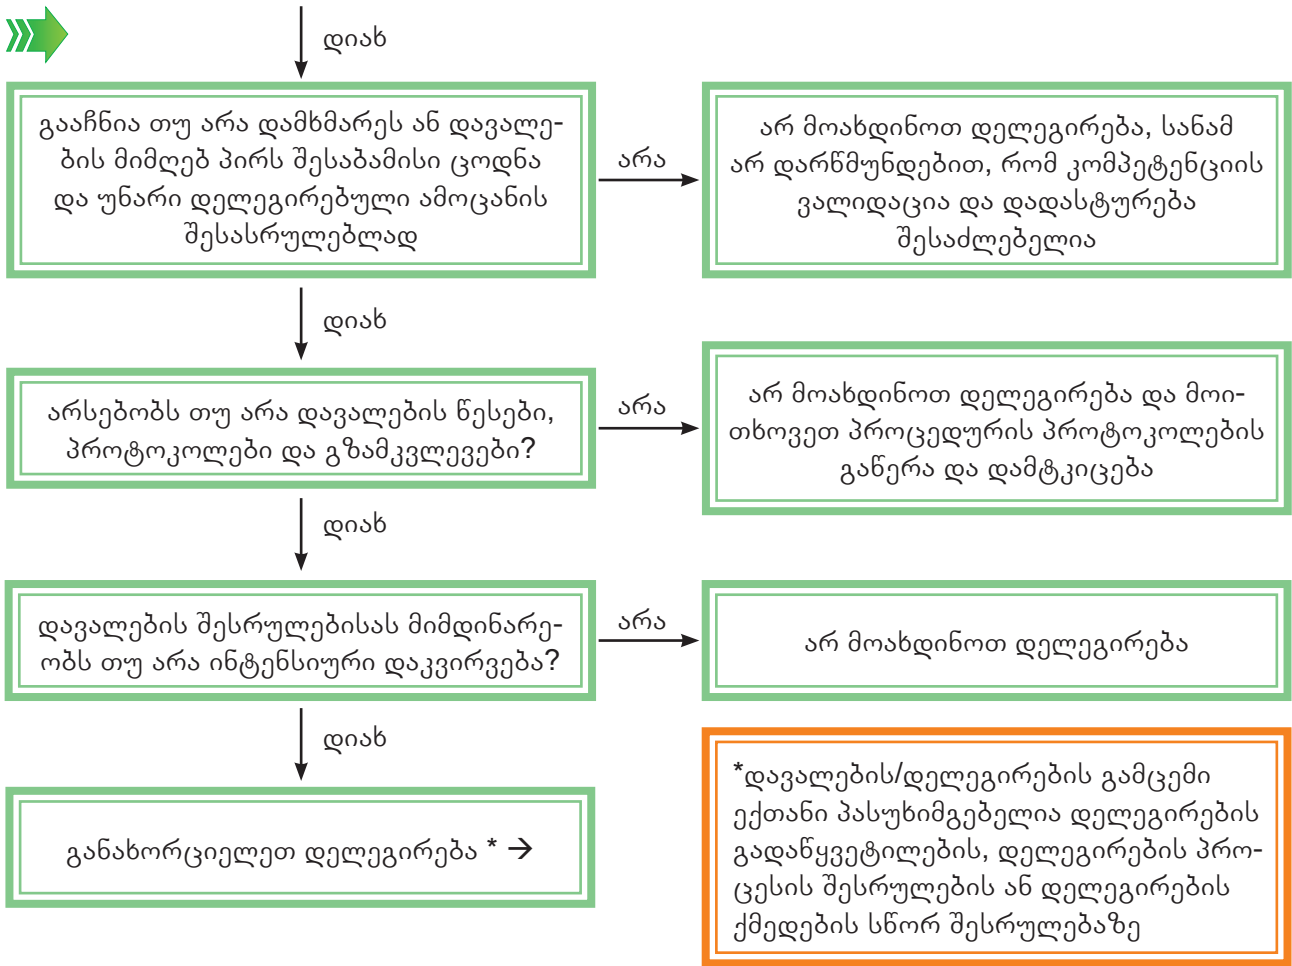 დიახ
გააჩნია თუ არა დამხმარეს ან დავალე-
ბის მიმღებ პირს შესაბამისი ცოდნა
და უნარი დელეგირებული ამოცანის
შესასრულებლად
არა
არ მოახდინოთ დელეგირება, სანამ
არ დარწმუნდებით, რომ კომპეტენციის
ვალიდაცია და დადასტურება
შესაძლებელია
დიახ
არსებობს თუ არა დავალების წესები,
პროტოკოლები და გზამკვლევები?
არა
არ მოახდინოთ დელეგირება და მოი-
თხოვეთ პროცედურის პროტოკოლების
გაწერა და დამტკიცება
დიახ
დავალების შესრულებისას მიმდინარე-
ობს თუ არა ინტენსიური დაკვირვება?
არა
არ მოახდინოთ დელეგირება
დიახ
განახორციელეთ დელეგირება * →
*დავალების/დელეგირების გამცემი
ექთანი პასუხიმგებელია დელეგირების
გადაწყვეტილების, დელეგირების პრო-
ცესის შესრულების ან დელეგირების
ქმედების სწორ შესრულებაზე